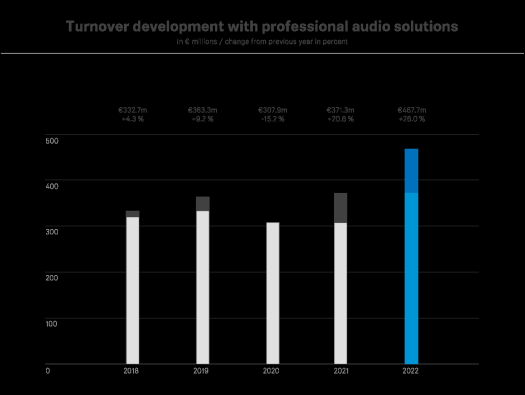 Turnover development with professional audio solutions
in € millions / change from previous year in percent
€332.7m €363.3m €307.9m €371.3m €467.7m
+4.3 % +9.2 % -15.2 % +20.6 % +26.0 %
500
400
300
200
100
0 2018 2019 2020 2021 2022